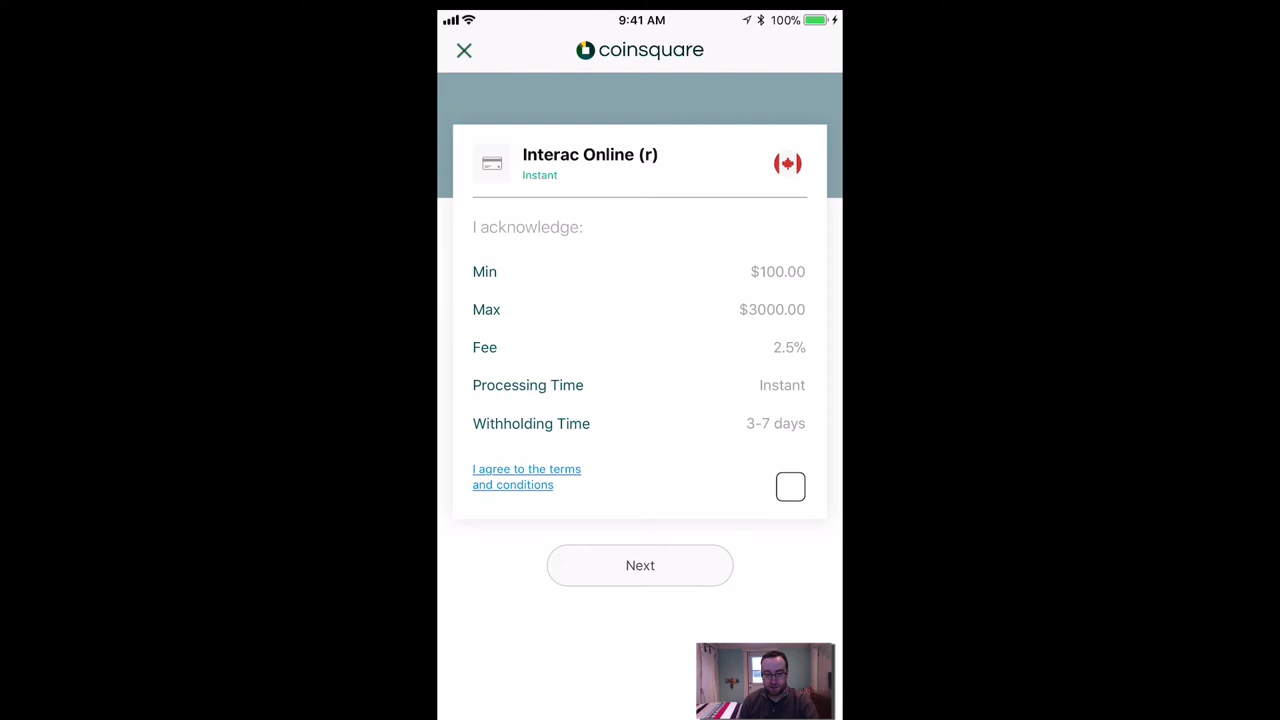 9:41 AM
100%
coinsquare
Interac Online (r)
Instant
I acknowledge:
Min $100.00
Max $3000.00
Fee 2.5%
Processing Time Instant
Withholding Time 3-7 days
I agree to the terms
and conditions
Next